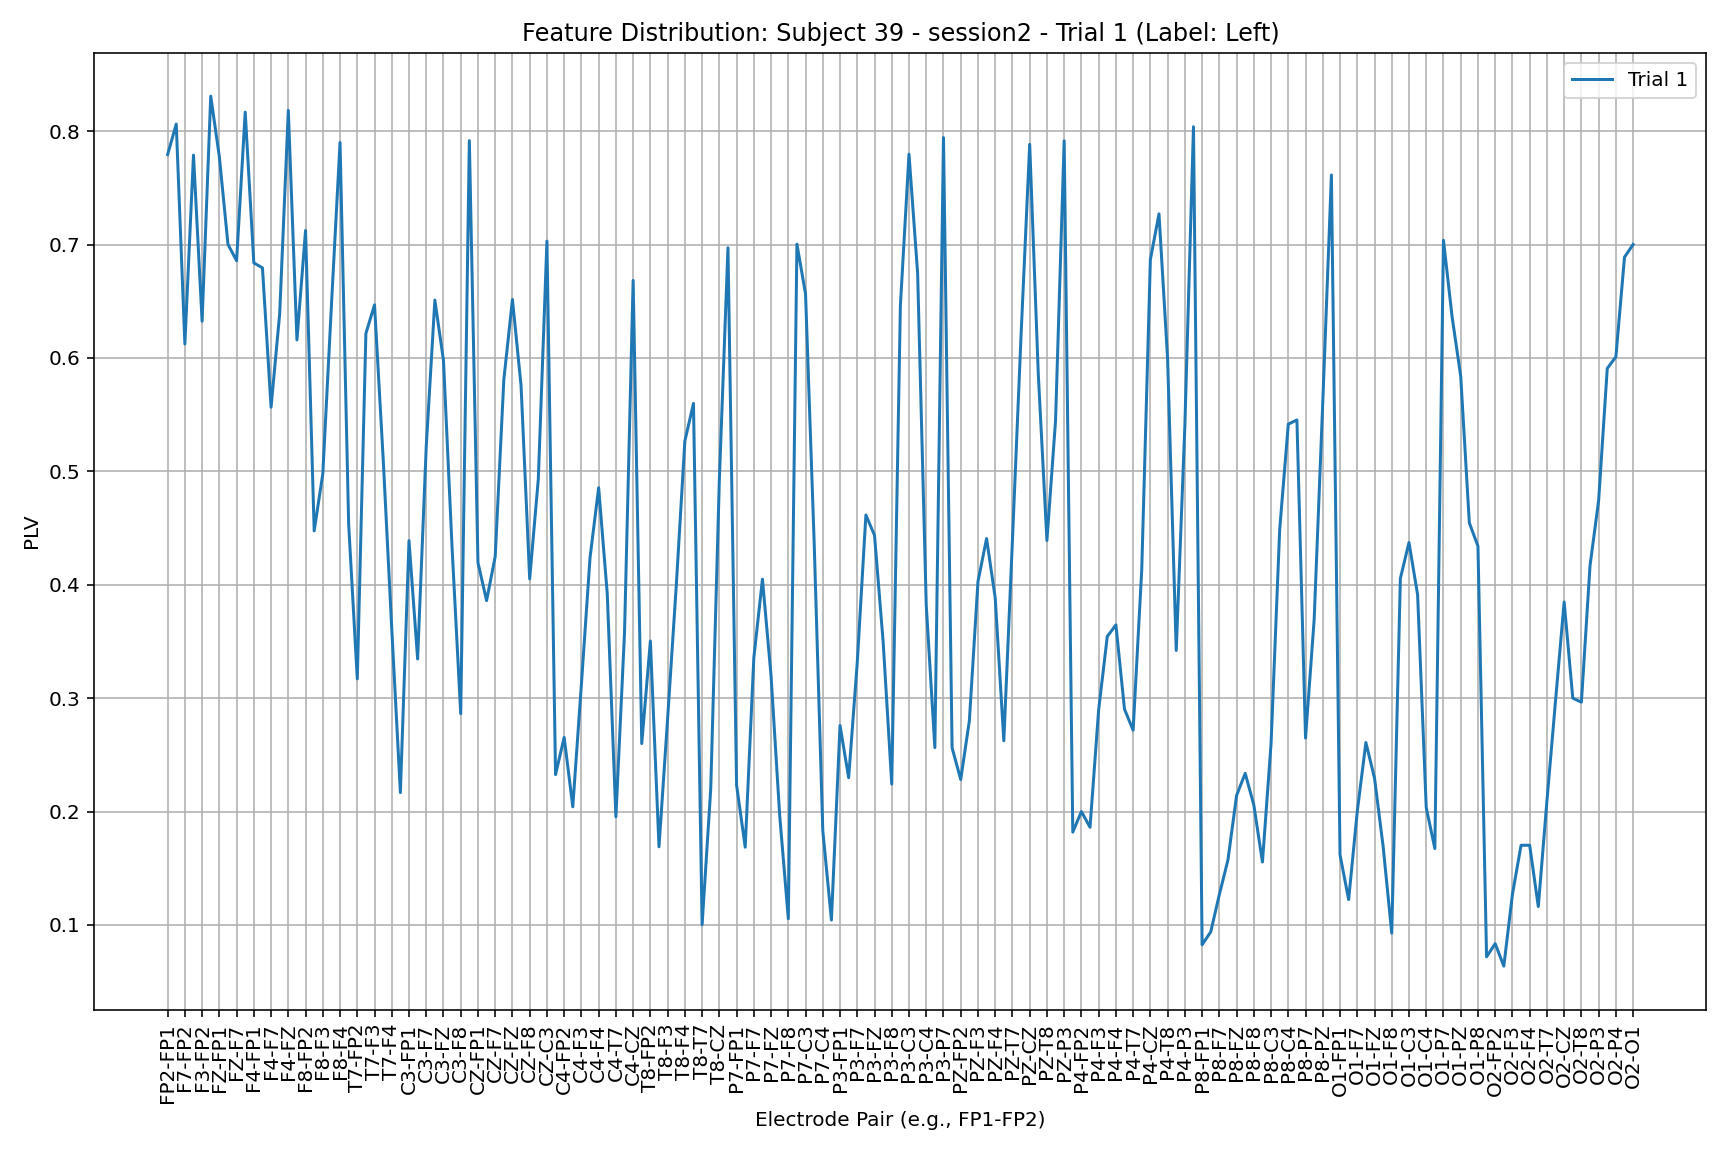 Feature Distribution: Subject 39 - session2 - Trial 1 (Label: Left)
Trial 1
PLV
0.8
0.7
0.6
0.5
0.4
0.3
0.2
0.1
FP2-FP1
F7-FP2
F3-FP2
FZ-FP1
FZ-F7
F4-FP1
F4-F7
F4-FZ
F8-FP2
F8-F3
F8-F4
T7-FP2
T7-F3
T7-F4
C3-FP1
C3-F7
C3-FZ
C3-F8
CZ-FP1
CZ-F7
CZ-FZ
CZ-F8
CZ-C3
C4-FP2
C4-F3
C4-F4
C4-T7
C4-CZ
T8-FP2
T8-F3
T8-F4
T8-T7
T8-CZ
P7-FP1
P7-F7
P7-FZ
P7-F8
P7-C3
P7-C4
P3-FP1
P3-F7
P3-FZ
P3-F8
P3-C3
P3-C4
P3-P7
PZ-FP2
PZ-F3
PZ-F4
PZ-T7
PZ-CZ
PZ-T8
PZ-P3
P4-FP2
P4-F3
P4-F4
P4-T7
P4-CZ
P4-T8
P4-P3
P8-FP1
P8-F7
P8-FZ
P8-F8
P8-C3
P8-C4
P8-P7
P8-PZ
O1-FP1
O1-F7
O1-FZ
O1-F8
O1-C3
O1-C4
O1-P7
O1-PZ
O1-P8
O2-FP2
O2-F3
O2-F4
O2-T7
O2-CZ
O2-T8
O2-P3
O2-P4
O2-O1
Electrode Pair (e.g., FP1-FP2)